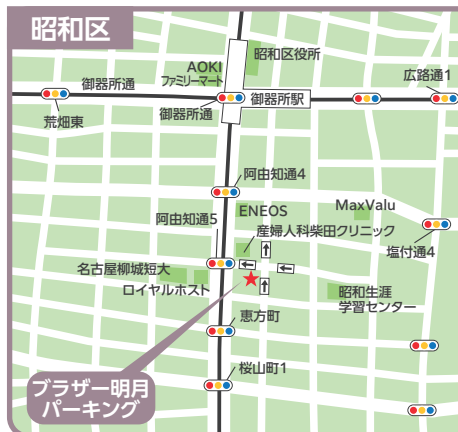 昭和区
昭和区役所
AOKI
ファミリーマート
広路通1
御器所通
御器所駅
荒畑東
御器所通
阿由知通4
ENEOS
MaxValu
阿由知通5
産婦人科柴田クリニック
塩付通4
名古屋柳城短大
ロイヤルホスト
昭和生涯
学習センター
恵方町
桜山町1
ブラザー明月
パーキング